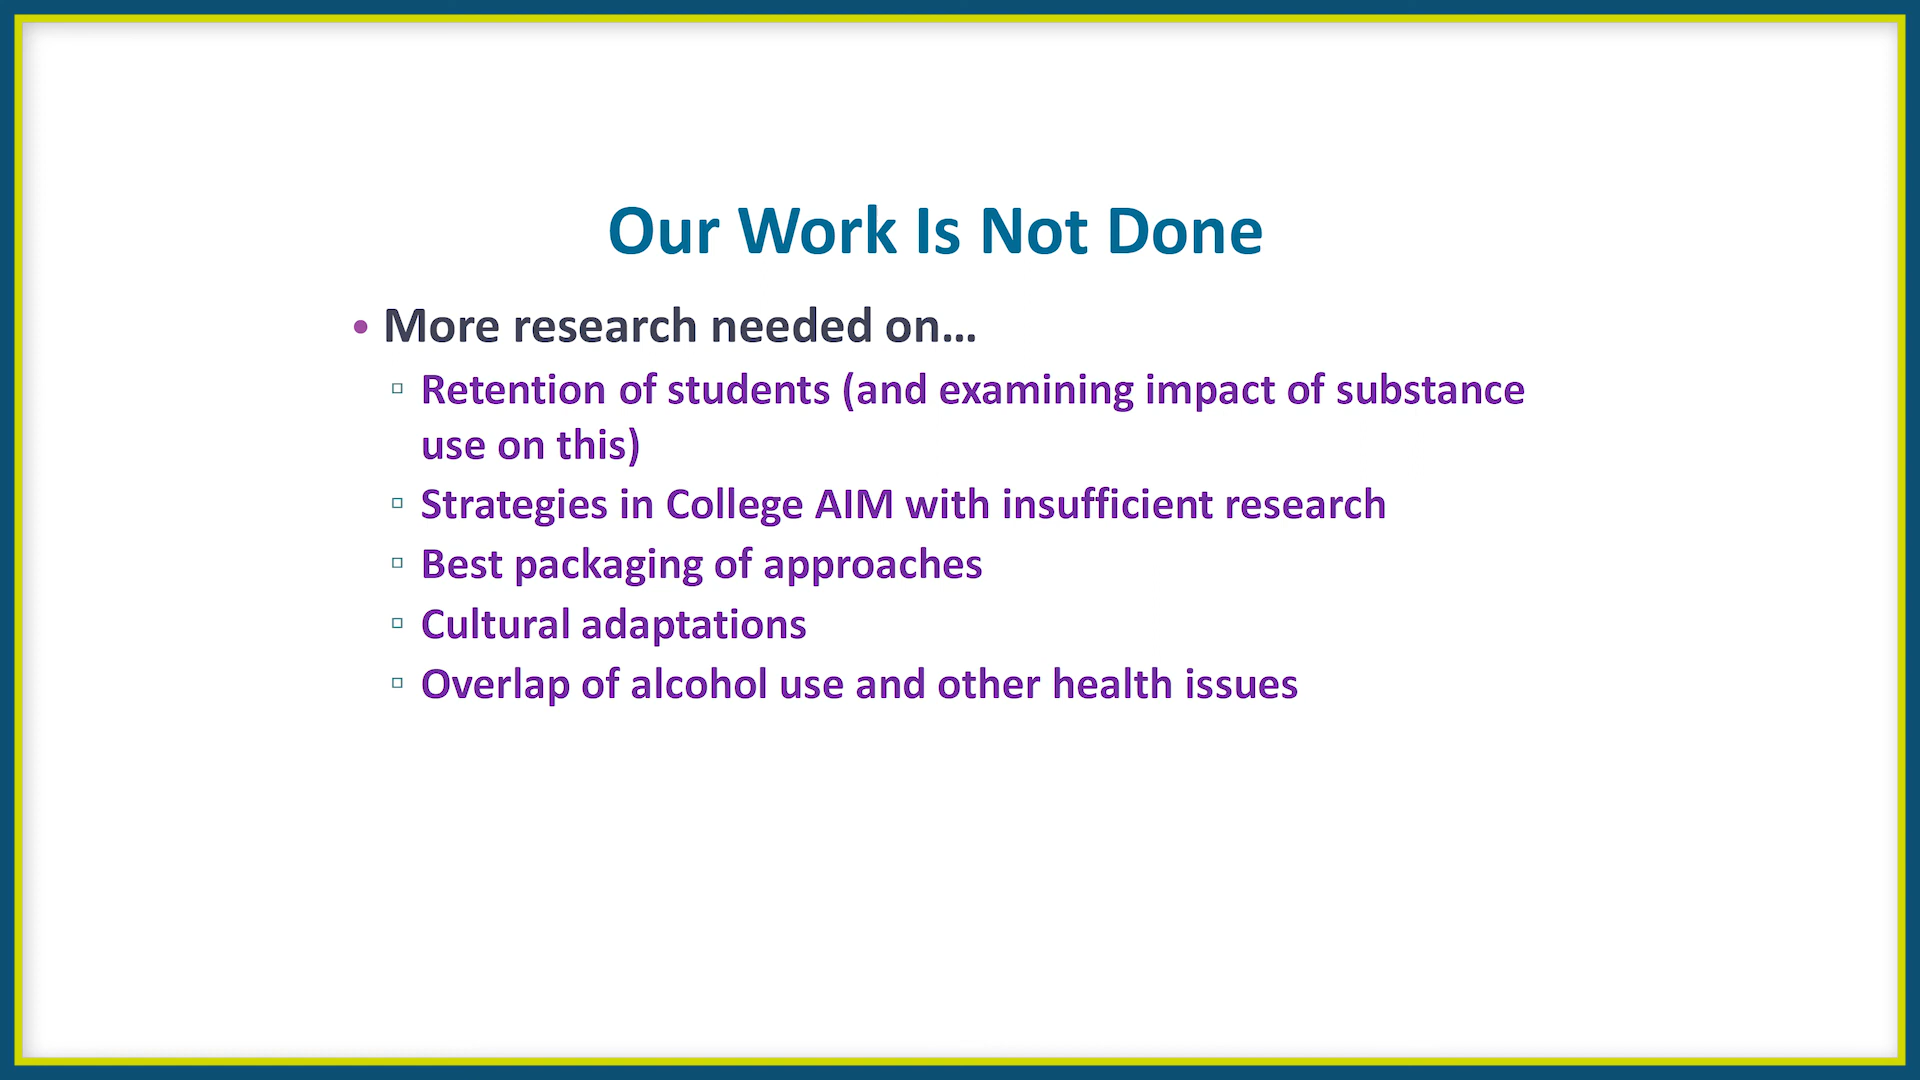 Our Work Is Not Done
• More research needed on...
▫ Retention of students (and examining impact of substance
use on this)
▫ Strategies in College AIM with insufficient research
▫ Best packaging of approaches
▫ Cultural adaptations
▫ Overlap of alcohol use and other health issues